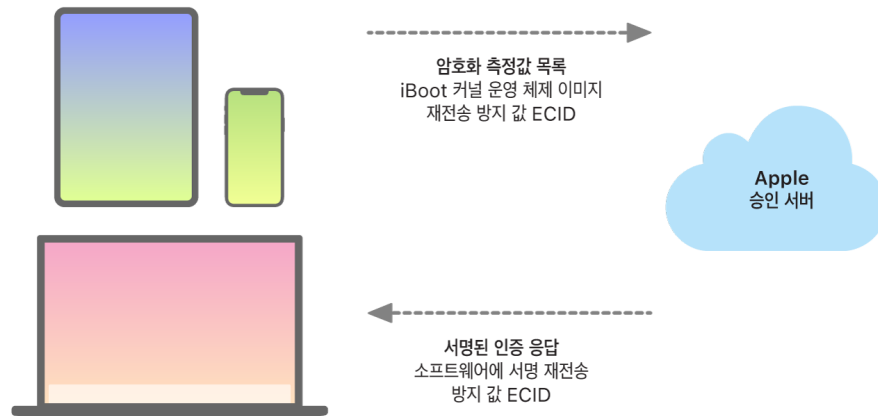 암호화 측정값 목록
iBoot 커널 운영 체제 이미지
재전송 방지 값 ECID
Apple
승인 서버
서명된 인증 응답
소프트웨어에 서명 재전송
방지 값 ECID